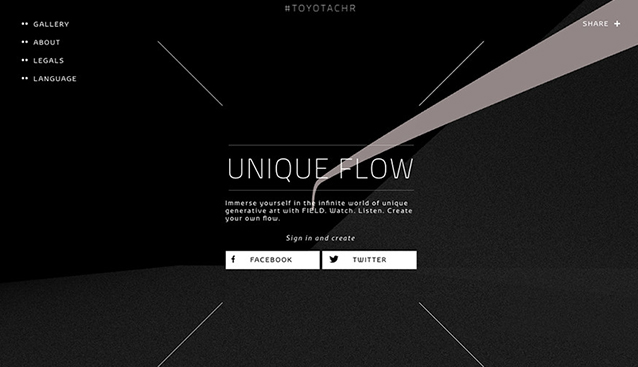 #TOYOTACHR
GALLERY
ABOUT
LEGALS
LANGUAGE
SHARE +
UNIQUE FLOW
Immerse yourself in the infinite world of unique
generative art with FIELD. Watch. Listen. Create
your own flow.
Sign in and create
f FACEBOOK
TWITTER